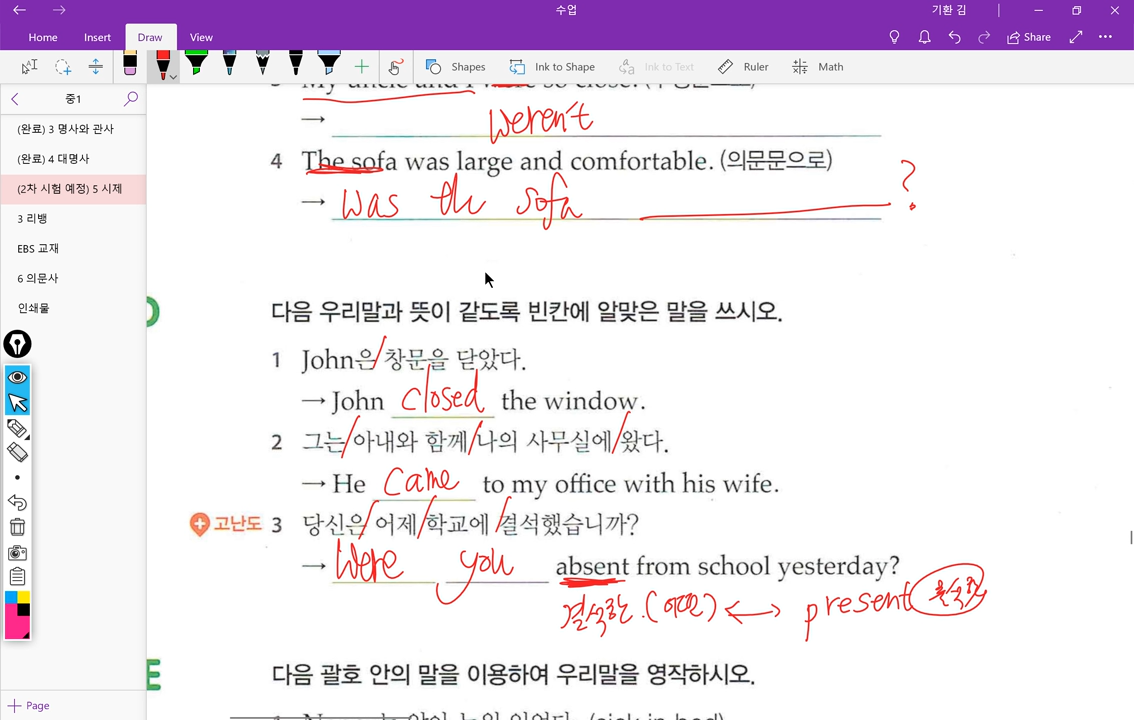 수업
기환 김
Home Insert Draw View
Share
Shapes Ink to Shape Ink to Text Ruler Math
중1
(완료) 3 명사와 관사
(완료) 4 대명사
(2차 시험 예정) 5 시제
3 리뱅
EBS 교재
6 의문사
인쇄물
Page
My uncle and I so close.
→ weren't
4 The sofa was large and comfortable. (의문문으로)
→ was the sofa ?
D
다음 우리말과 뜻이 같도록 빈칸에 알맞은 말을 쓰시오.
1 John은/창문을 닫았다.
→ John closed the window.
2 그는/아내와 함께/나의 사무실에/왔다.
→ He came to my office with his wife.
고난도 3 당신은/어제/학교에/결석했습니까?
→ Were you absent from school yesterday?
결석한. ↔ present
E
다음 괄호 안의 말을 이용하여 우리말을 영작하시오.
(sick in bed)